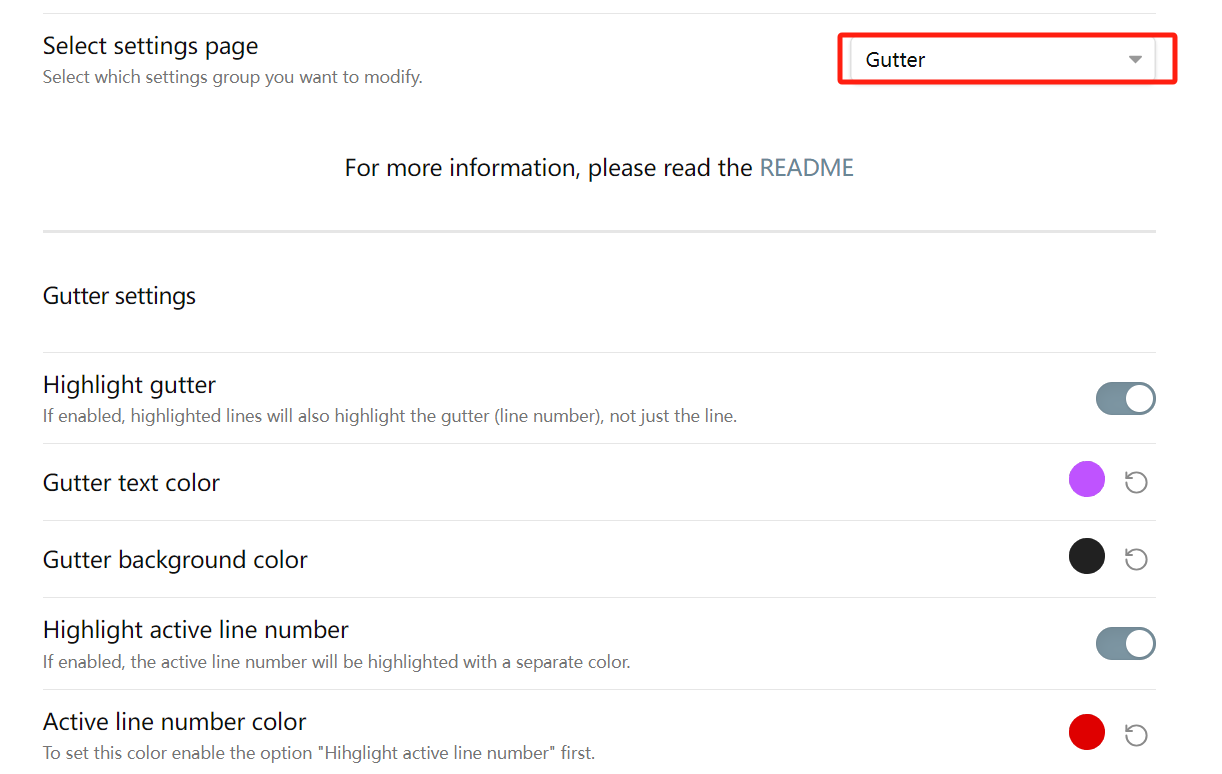 Select settings page
Select which settings group you want to modify.
Gutter
For more information, please read the README
Gutter settings
Highlight gutter
If enabled, highlighted lines will also highlight the gutter (line number), not just the line.
Gutter text color
Gutter background color
Highlight active line number
If enabled, the active line number will be highlighted with a separate color.
Active line number color
To set this color enable the option "Hihglight active line number" first.